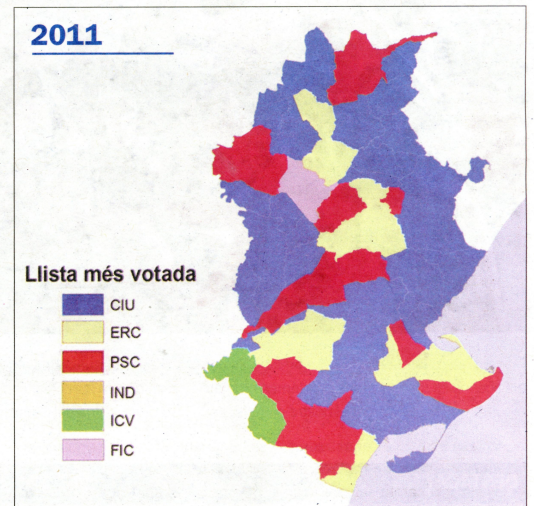 2011
Llista més votada
CIU
ERC
PSC
IND
ICV
FIC